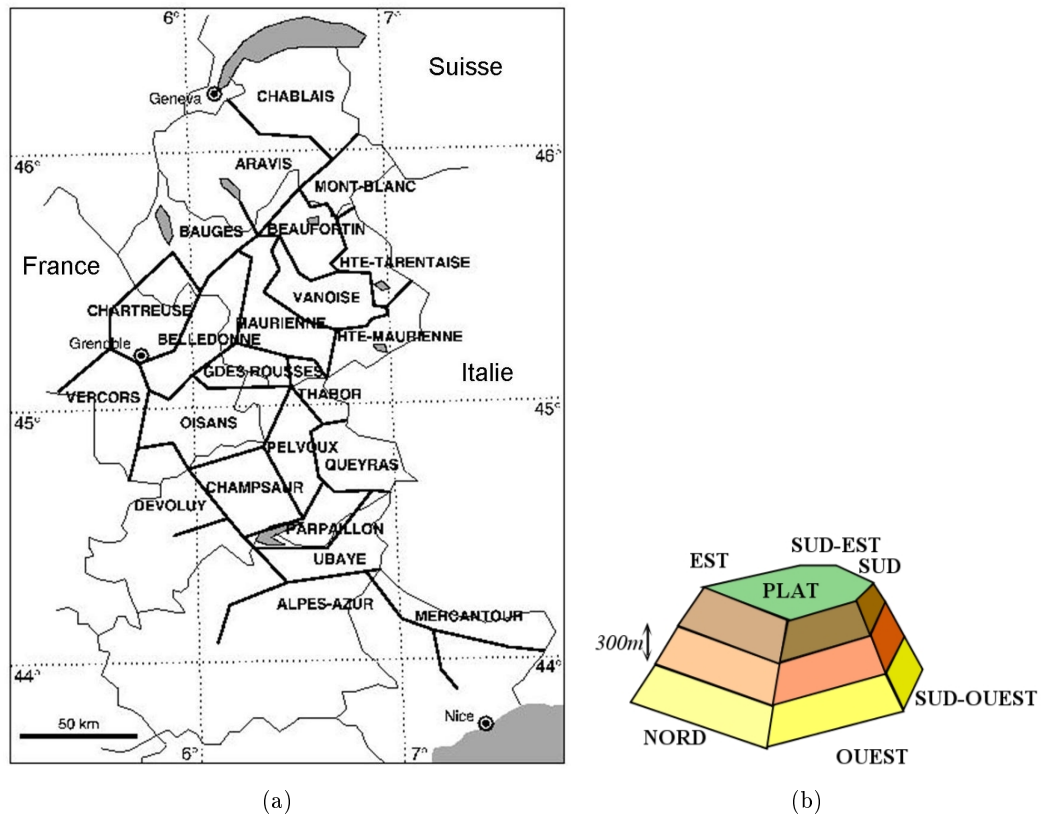 6° 7°
Suisse
Geneva
CHABLAIS
46° 46°
ARAVIS
MONT-BLANC
BAUGES BEAUFORTIN
France
HTE-TARENTAISE
VANOISE
CHARTREUSE
MAURIENNE
BELLEDONNE HTE-MAURIENNE
Grenoble
GDES ROUSSES Italie
VERCORS THABOR
45° 45°
OISANS
PELVOUX
QUEYRAS
CHAMPSAUR
DEVOLUY
PARPAILLON
UBAYE
ALPES-AZUR
MERCANTOUR
44° 44°
50 km
Nice
6° 7°
(a)
SUD-EST
EST SUD
PLAT
300m
SUD-OUEST
NORD
OUEST
(b)